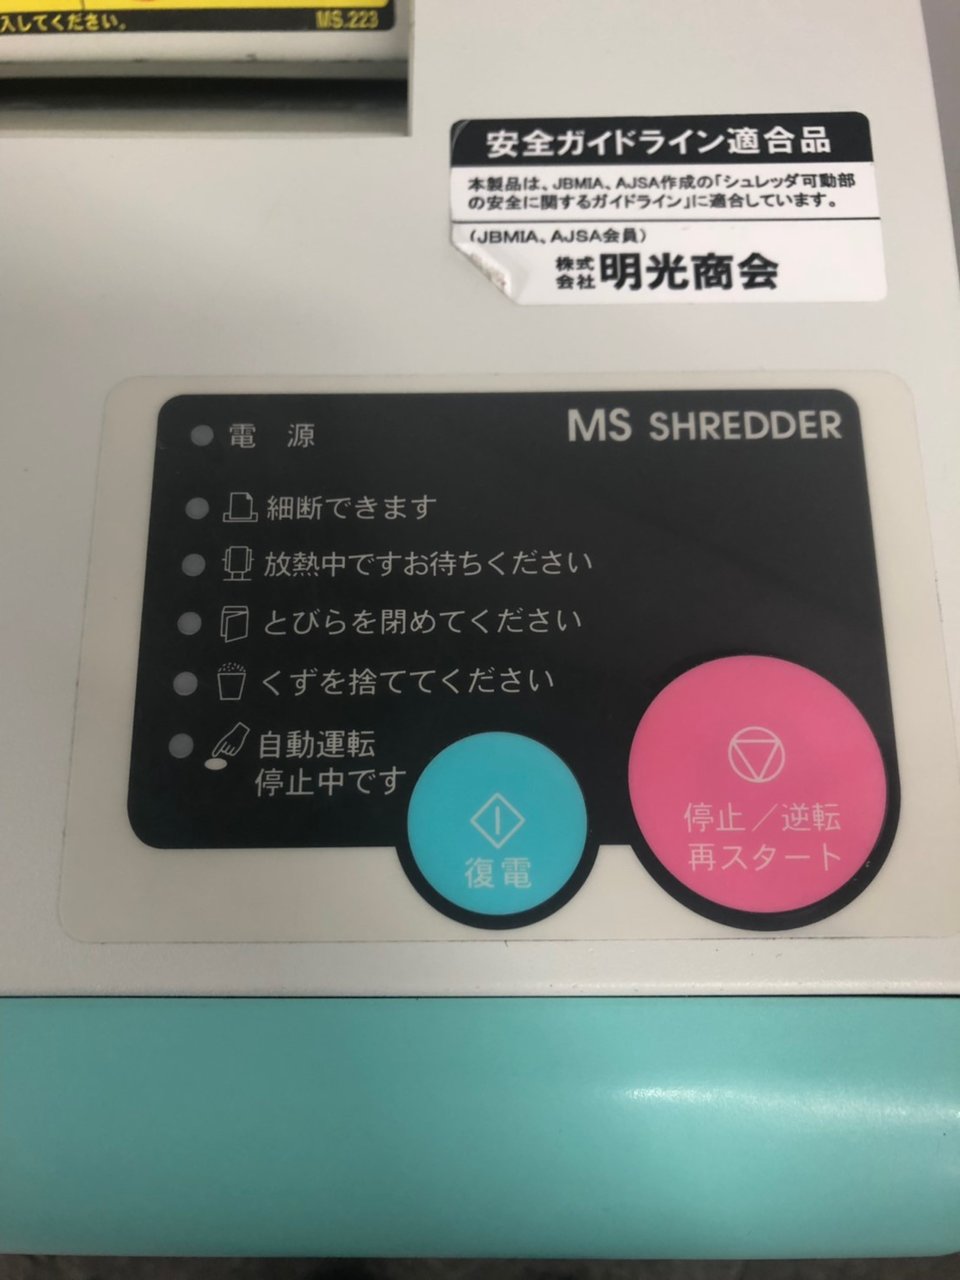 入してください。 MS.223
安全ガイドライン適合品
本製品は、JBMIA、AJSA作成の「シュレッダ可動部
の安全に関するガイドライン」に適合しています。
(JBMIA、AJSA会員)
株式会社 明光商会
MS SHREDDER
電 源
細断できます
放熱中ですお待ちください
とびらを閉めてください
くずを捨ててください
自動運転
停止中です
復電
停止/逆転
再スタート